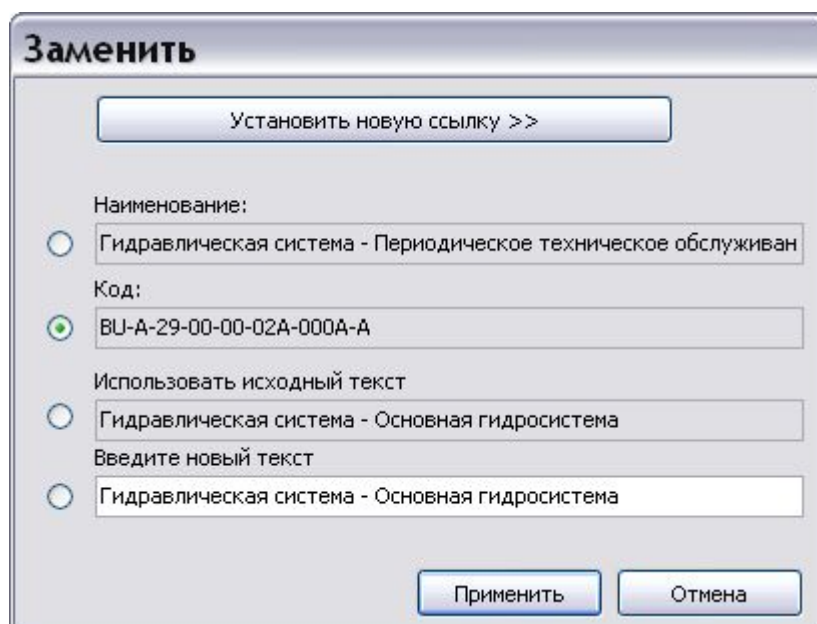 Заменить
Установить новую ссылку >>
Наименование:
Гидравлическая система - Периодическое техническое обслуживан
Код:
BU-A-29-00-00-02A-000A-A
Использовать исходный текст
Гидравлическая система - Основная гидросистема
Введите новый текст
Гидравлическая система - Основная гидросистема
Применить Отмена